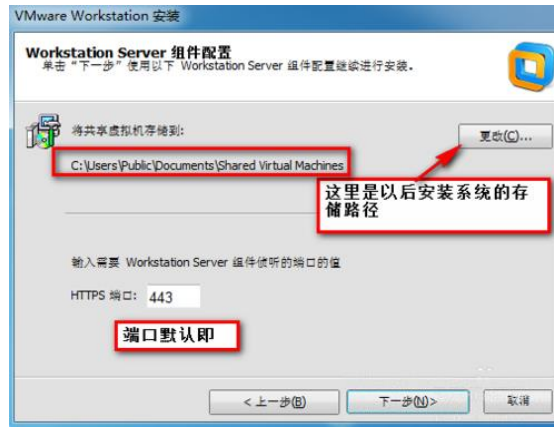 VMware Workstation 安装
Workstation Server 组件配置
单击“下一步”使用以下 Workstation Server 组件配置继续进行安装。
将共享虚拟机存储到:
更改(C)...
C:\Users\Public\Documents\Shared Virtual Machines
这里是以后安装系统的存
储路径
输入需要 Workstation Server 组件侦听的端口的值
HTTPS 端口: 443
端口默认即
< 上一步(B)
下一步(N)>
取消